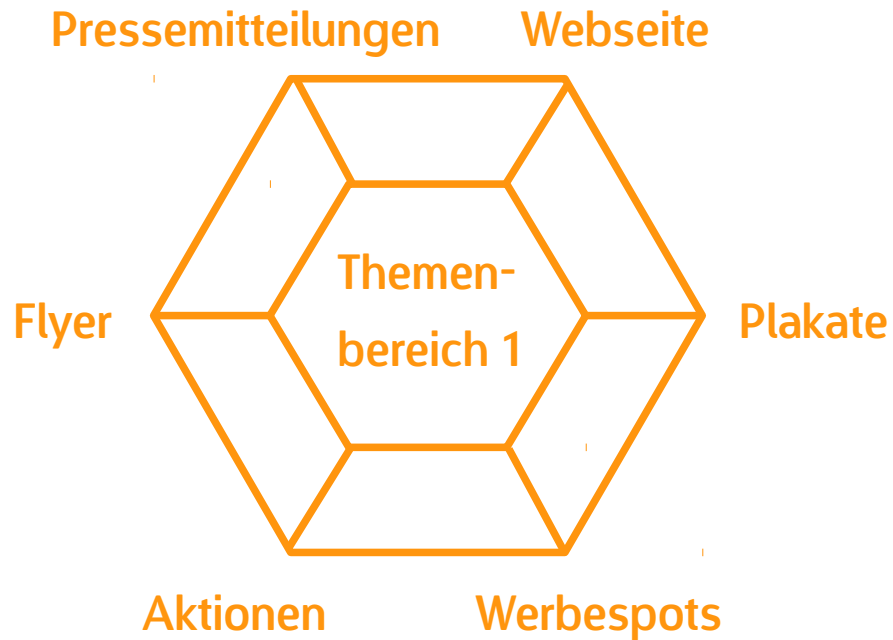 Pressemitteilungen Webseite
Themen-
Flyer Plakate
bereich 1
Aktionen Werbespots